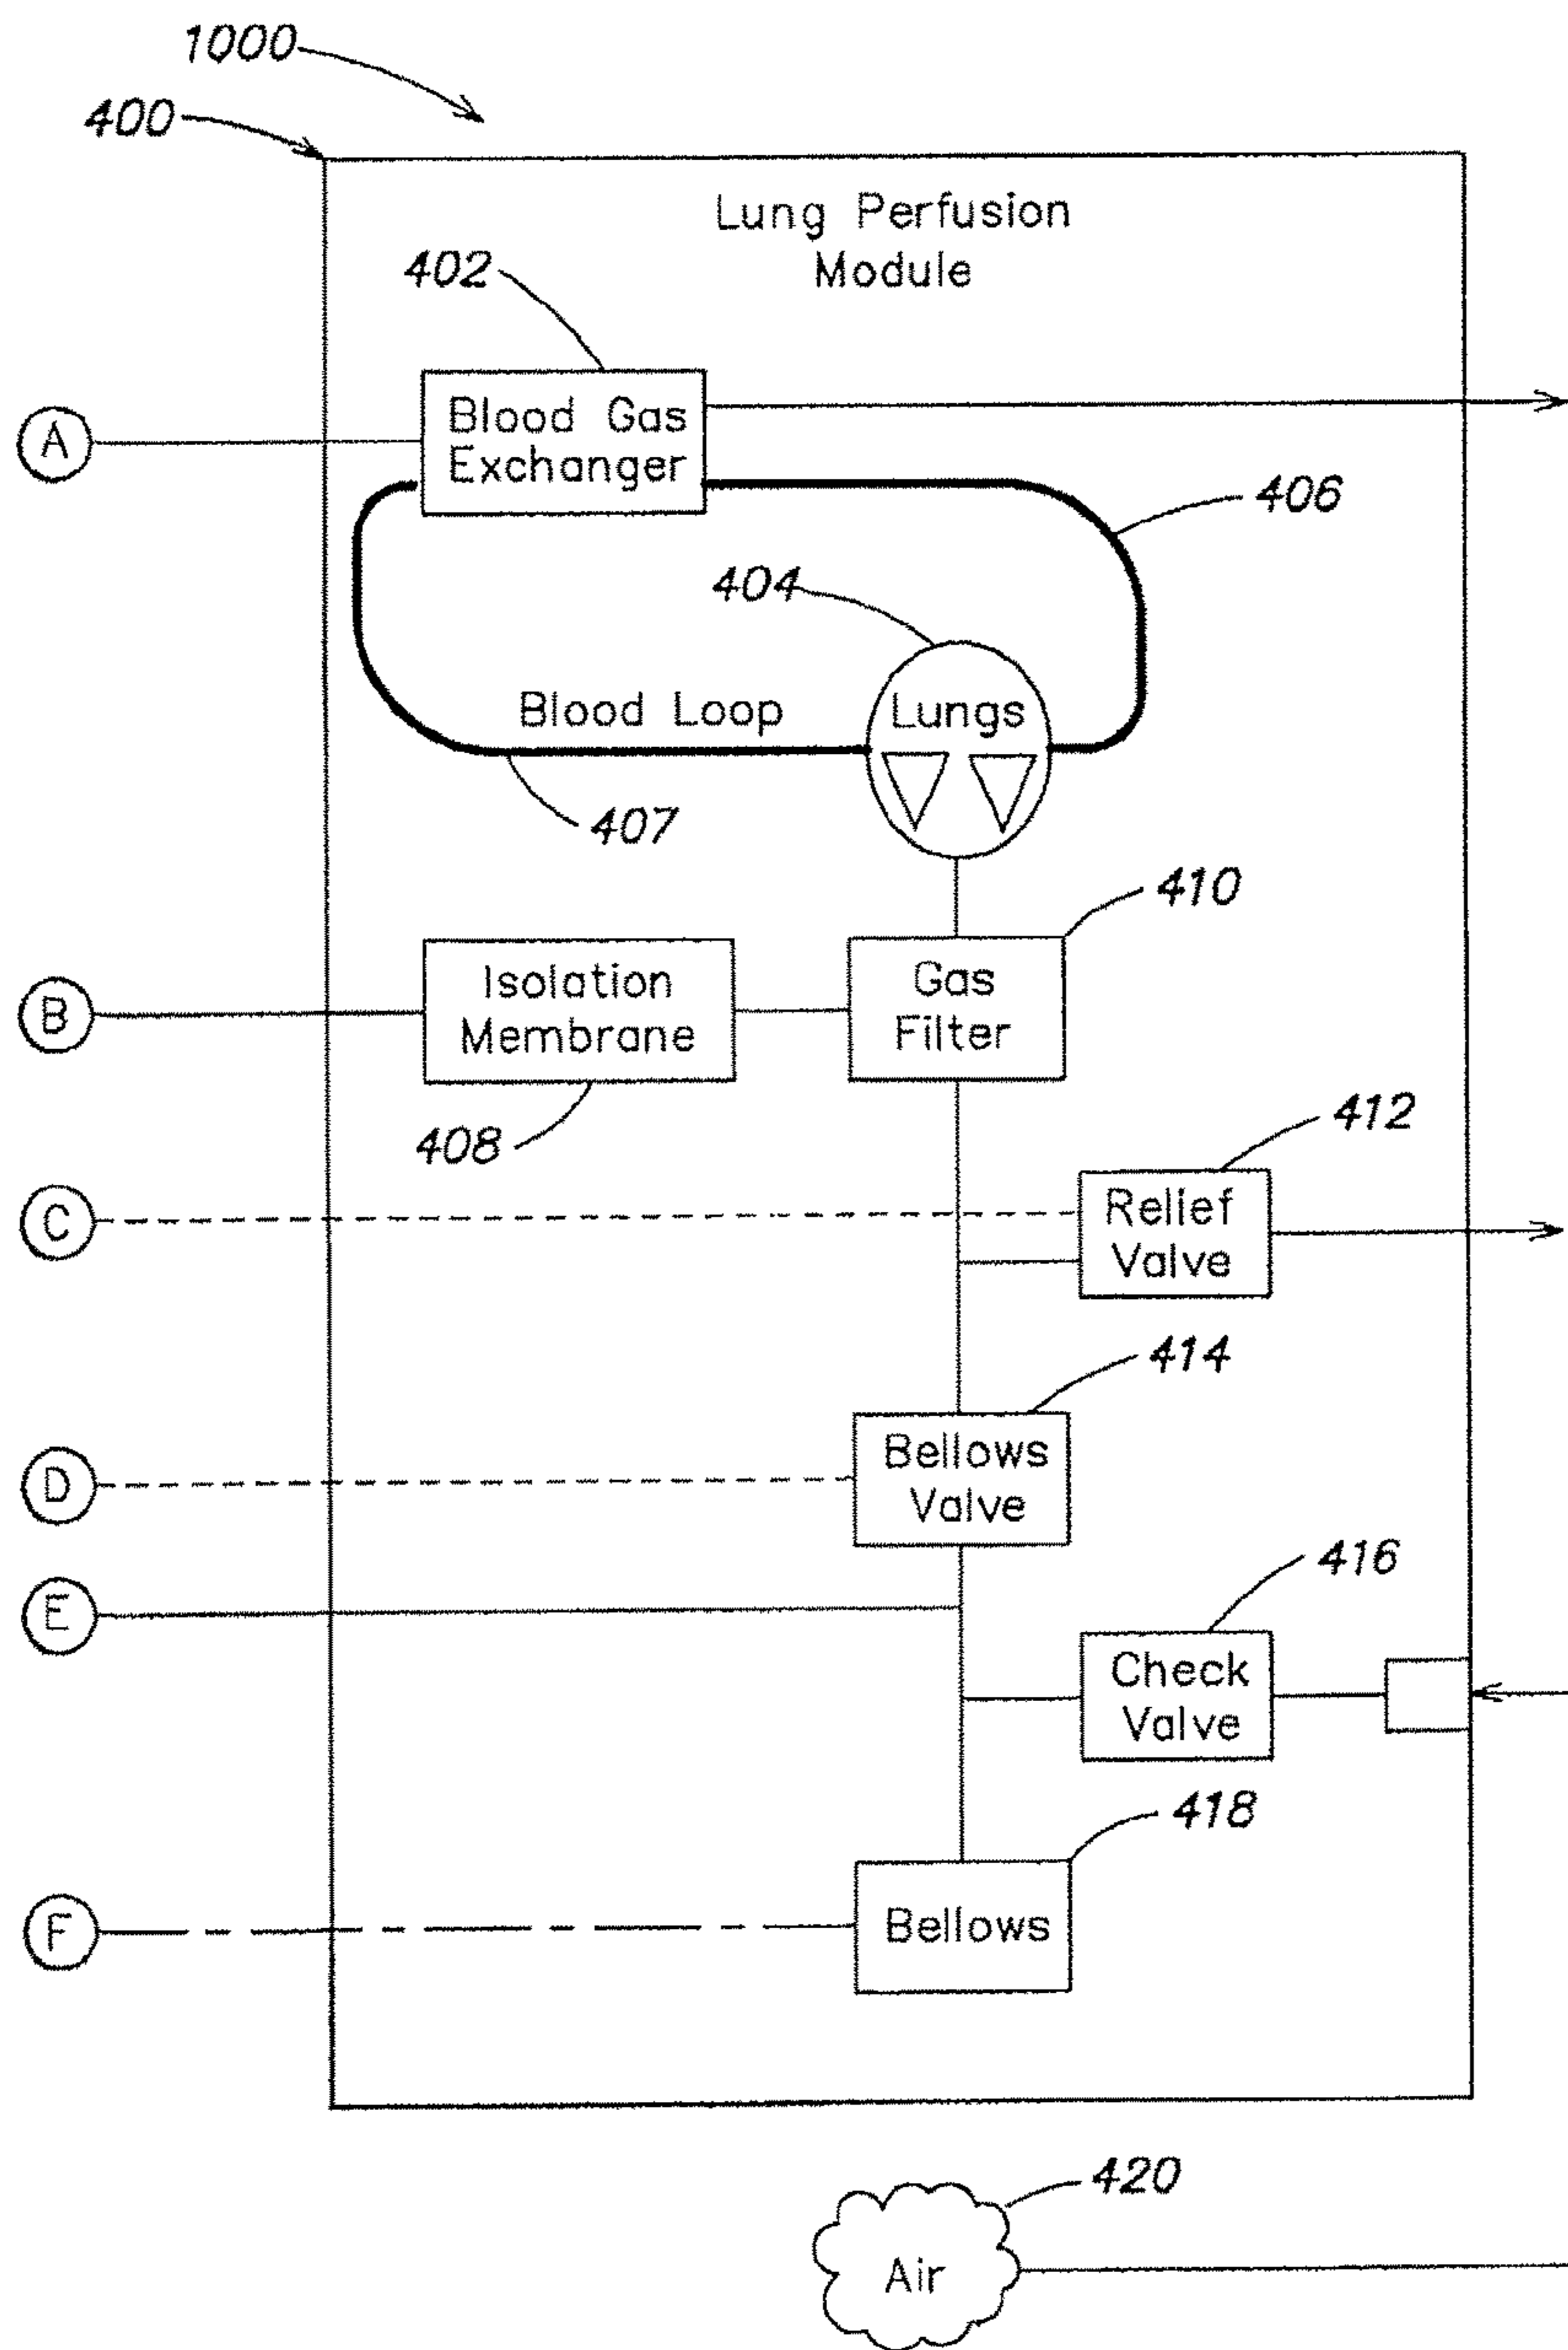 1000
400
Lung Perfusion
Module
402
A
Blood Gas
Exchanger
406
404
Blood Loop
Lungs
407
410
B
Isolation
Membrane
Gas
Filter
408
412
C
Relief
Valve
414
D
Bellows
Valve
416
E
Check
Valve
418
F
Bellows
420
Air